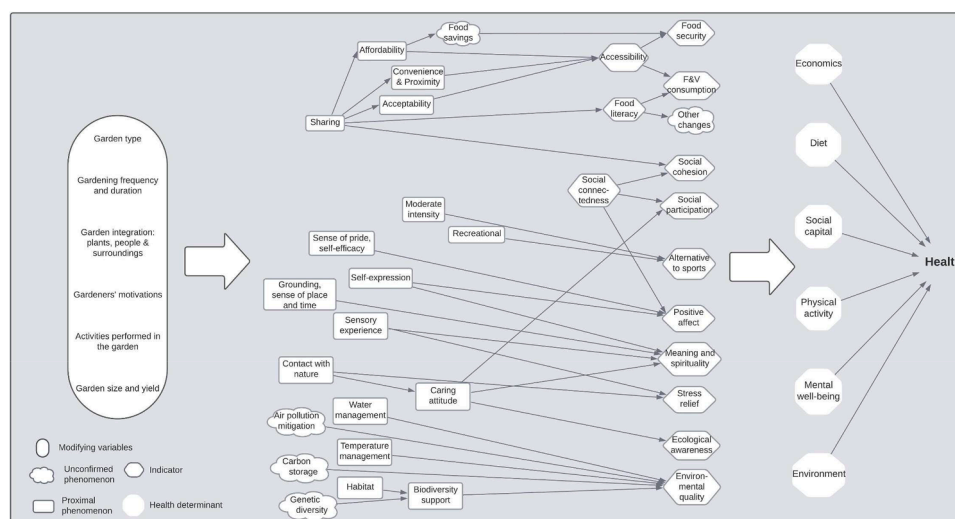 Garden type
Gardening frequency
and duration
Garden integration:
plants, people &
surroundings
Gardeners' motivations
Activities performed in
the garden
Garden size and yield
Modifying variables
Unconfirmed
phenomenon
Indicator
Proximal
phenomenon
Health determinant
Food
savings
Affordability
Convenience
& Proximity
Acceptability
Sharing
Accessibility
Food
literacy
Food
security
F&V
consumption
Other
changes
Social
connec-
tedness
Social
cohesion
Social
participation
Moderate
intensity
Recreational
Alternative
to sports
Sense of pride,
self-efficacy
Self-expression
Grounding,
sense of place
and time
Sensory
experience
Positive
affect
Meaning and
spirituality
Contact with
nature
Caring
attitude
Stress
relief
Ecological
awareness
Water
management
Air pollution
mitigation
Temperature
management
Carbon
storage
Habitat
Genetic
diversity
Biodiversity
support
Environ-
mental
quality
Economics
Diet
Social
capital
Physical
activity
Mental
well-being
Environment
Healt